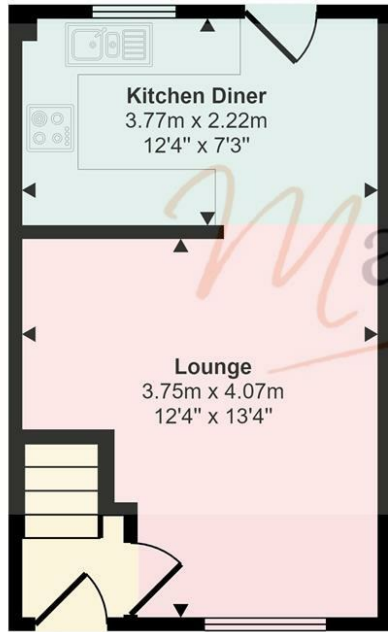 Kitchen Diner
3.77m x 2.22m
12'4" x 7'3"
Lounge
3.75m x 4.07m
12'4" x 13'4"